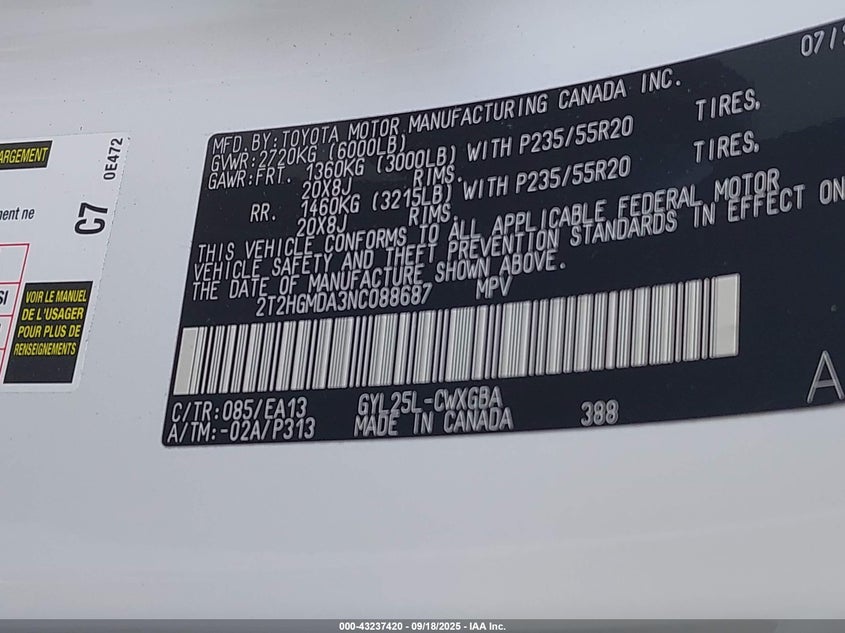 07/
MFD.BY:TOYOTA MOTOR MANUFACTURING CANADA INC.
GVWR:2720KG (6000LB)
GAWR:FRT. 1360KG (3000LB) WITH P235/55R20 TIRES,
20X8J RIMS.
RR. 1460KG (3215LB) WITH P235/55R20 TIRES,
20X8J RIMS.
THIS VEHICLE CONFORMS TO ALL APPLICABLE FEDERAL MOTOR
VEHICLE SAFETY AND THEFT PREVENTION STANDARDS IN EFFECT ON
THE DATE OF MANUFACTURE SHOWN ABOVE.
2T2HGMDA3NC088687 MPV
C/TR:085/EA13 GYL25L-CWXGBA
A/TM:-02A/P313 MADE IN CANADA 388
A
ARGEMENT
ment ne
SI
VOIR LE MANUEL
DE L'USAGER
POUR PLUS DE
RENSEIGNEMENTS
C7
0E472
000-43237420 - 09/18/2025 - IAA Inc.